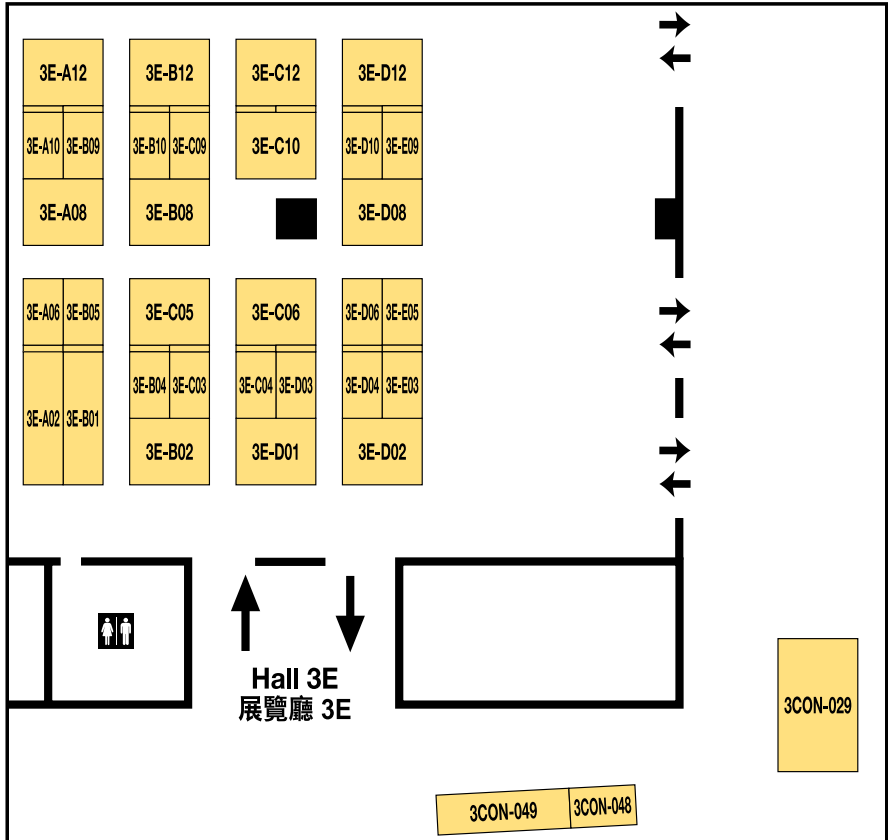 3E-A12
3E-B12
3E-C12
3E-D12
3E-A10
3E-B09
3E-B10
3E-C09
3E-C10
3E-D10
3E-E09
3E-A08
3E-B08
3E-D08
3E-A06
3E-B05
3E-C05
3E-C06
3E-D06
3E-E05
3E-A02
3E-B01
3E-B04
3E-C03
3E-C04
3E-D03
3E-D04
3E-E03
3E-B02
3E-D01
3E-D02
Hall 3E
展覽廳 3E
3CON-029
3CON-049
3CON-048